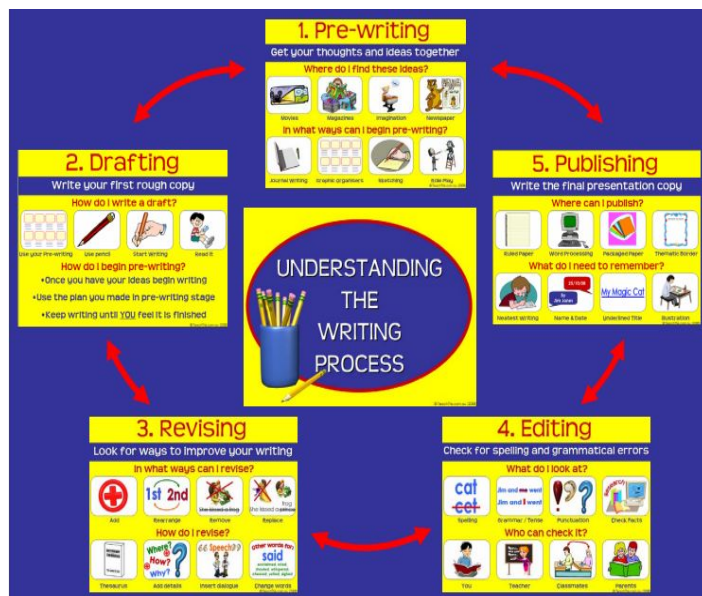 1. Pre-writing
Get your thoughts and ideas together
Where do I find these ideas?
Movies Magazines Imagination Newspaper
In what ways can I begin pre-writing?
Journal Writing Graphic Organisers Sketching Role Play
2. Drafting
Write your first rough copy
How do I write a draft?
Use your Pre-Writing Use pencil Start Writing Read it
How do I begin pre-writing?
•Once you have your ideas begin writing
•Use the plan you made in pre-writing stage
•Keep writing until YOU feel it is finished
UNDERSTANDING
THE
WRITING
PROCESS
3. Revising
Look for ways to improve your writing
In what ways can I revise?
1st 2nd
frog
Add Rearrange Remove Replace
How do I revise?
Where?
How?
Why?
Speech?
other words for:
said
Thesaurus Add details Insert dialogue Change words
4. Editing
Check for spelling and grammatical errors
What do I look at?
cat
cet
Jim and me went
Jim and I went
Spelling Grammar / Tense Punctuation Check Facts
Who can check it?
You Teacher Classmates Parents
5. Publishing
Write the final presentation copy
Where can I publish?
Ruled Paper Word Processing Packaged Paper Thematic Border
What do I need to remember?
By
Jim Jones
My Magic Cat
Neatest Writing Name & Date Underlined Title Illustration